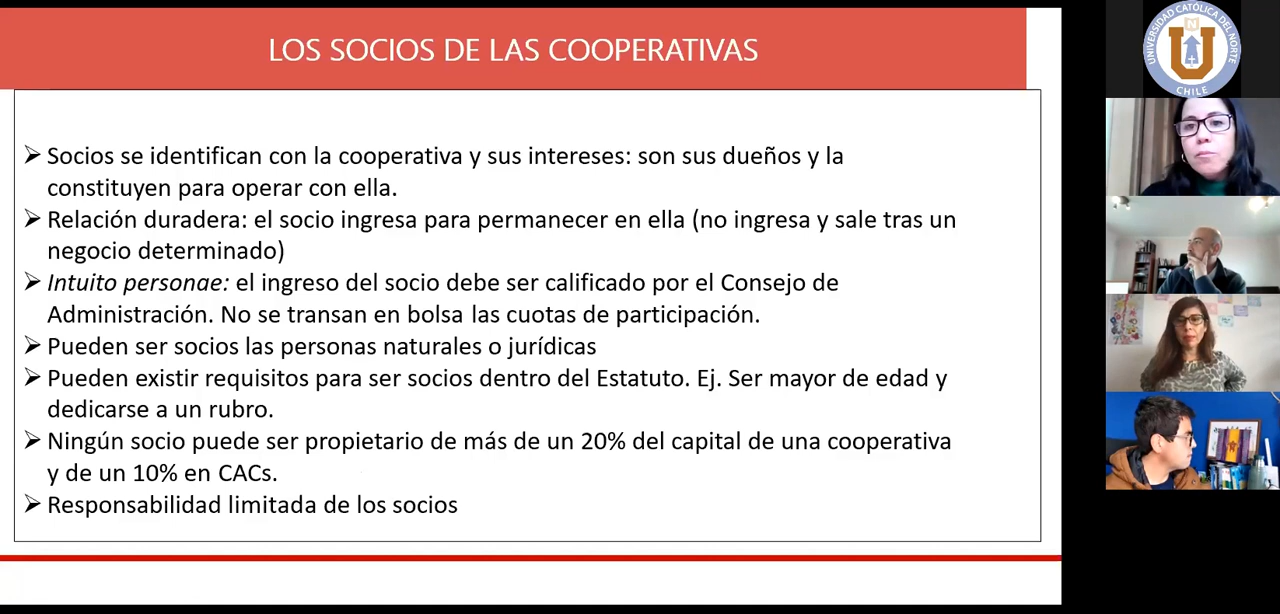 LOS SOCIOS DE LAS COOPERATIVAS
➢ Socios se identifican con la cooperativa y sus intereses: son sus dueños y la
constituyen para operar con ella.
➢ Relación duradera: el socio ingresa para permanecer en ella (no ingresa y sale tras un
negocio determinado)
➢ Intuito personae: el ingreso del socio debe ser calificado por el Consejo de
Administración. No se transan en bolsa las cuotas de participación.
➢ Pueden ser socios las personas naturales o jurídicas
➢ Pueden existir requisitos para ser socios dentro del Estatuto. Ej. Ser mayor de edad y
dedicarse a un rubro.
➢ Ningún socio puede ser propietario de más de un 20% del capital de una cooperativa
y de un 10% en CACs.
➢ Responsabilidad limitada de los socios
UNIVERSIDAD CATÓLICA DEL NORTE
N
U
CHILE